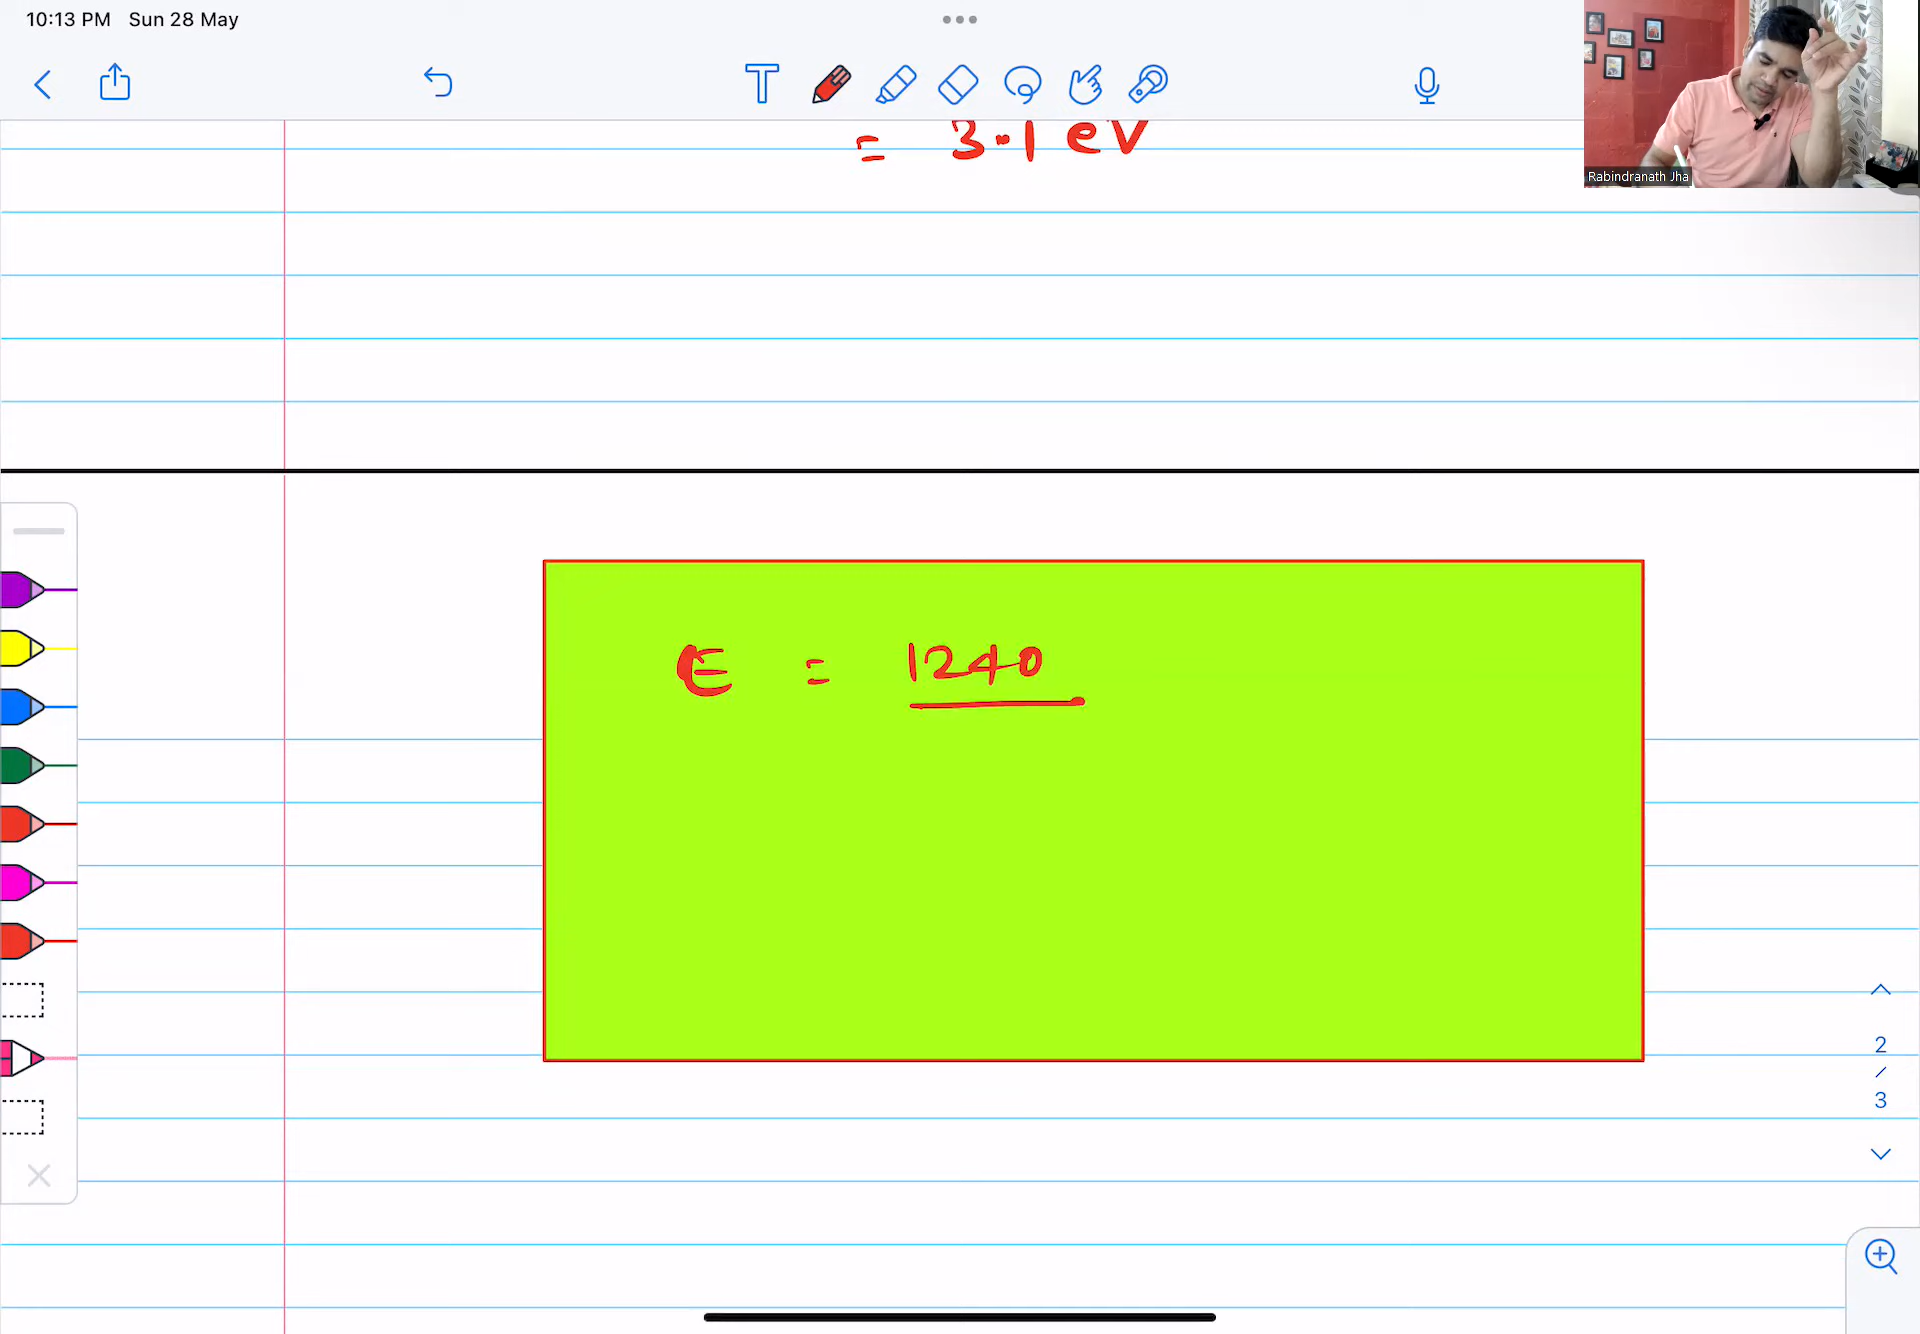 10:13 PM Sun 28 May
Rabindranath Jha
= 3.1 eV
E = 1240
2
/
3